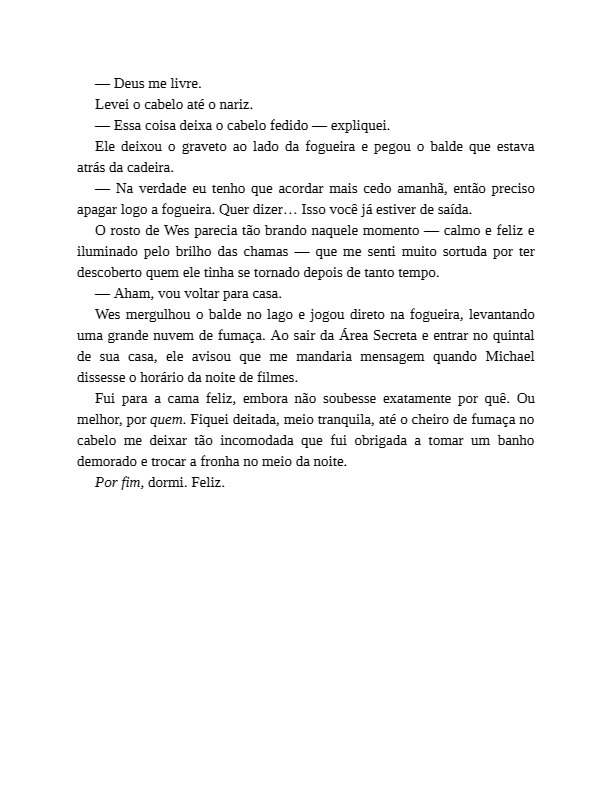 — Deus me livre.
Levei o cabelo até o nariz.
— Essa coisa deixa o cabelo fedido — expliquei.
Ele deixou o graveto ao lado da fogueira e pegou o balde que estava
atrás da cadeira.
— Na verdade eu tenho que acordar mais cedo amanhã, então preciso
apagar logo a fogueira. Quer dizer… Isso você já estiver de saída.
O rosto de Wes parecia tão brando naquele momento — calmo e feliz e
iluminado pelo brilho das chamas — que me senti muito sortuda por ter
descoberto quem ele tinha se tornado depois de tanto tempo.
— Aham, vou voltar para casa.
Wes mergulhou o balde no lago e jogou direto na fogueira, levantando
uma grande nuvem de fumaça. Ao sair da Área Secreta e entrar no quintal
de sua casa, ele avisou que me mandaria mensagem quando Michael
dissesse o horário da noite de filmes.
Fui para a cama feliz, embora não soubesse exatamente por quê. Ou
melhor, por quem. Fiquei deitada, meio tranquila, até o cheiro de fumaça no
cabelo me deixar tão incomodada que fui obrigada a tomar um banho
demorado e trocar a fronha no meio da noite.
Por fim, dormi. Feliz.